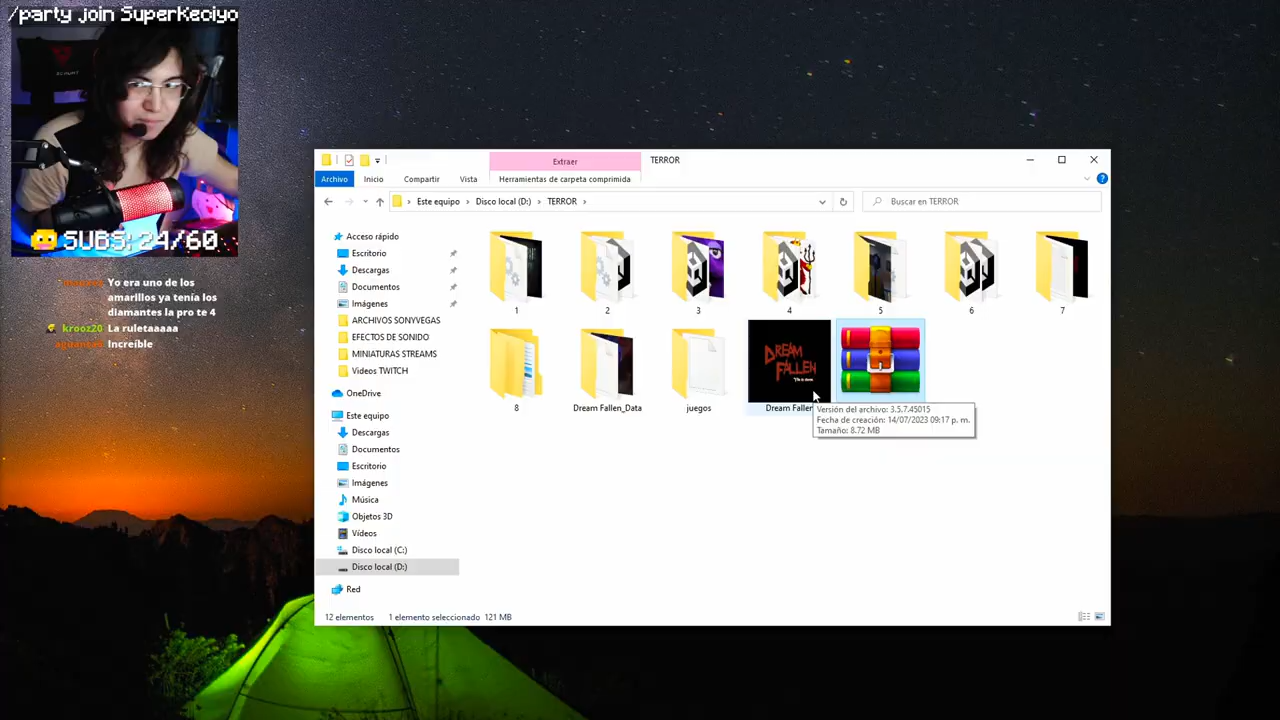 /party join SuperKeciyo
SUBS: 24/60
Yo era uno de los
amarillos ya tenía los
diamantes la pro te 4
krooz20 La ruletaaaaa
Increíble
Extraer
TERROR
Archivo
Inicio
Compartir
Vista
Herramientas de carpeta comprimida
Este equipo › Disco local (D:) › TERROR ›
Buscar en TERROR
Acceso rápido
Escritorio
Descargas
Documentos
Imágenes
ARCHIVOS SONYVEGAS
EFECTOS DE SONIDO
MINIATURAS STREAMS
Videos TWITCH
OneDrive
Este equipo
Descargas
Documentos
Escritorio
Imágenes
Música
Objetos 3D
Vídeos
Disco local (C:)
Disco local (D:)
Red
1
2
3
4
5
6
7
8
Dream Fallen_Data
juegos
DREAM
FALLEN
Dream Fallen
Versión del archivo: 3.5.7.45015
Fecha de creación: 14/07/2023 09:17 p. m.
Tamaño: 8.72 MB
12 elementos
1 elemento seleccionado 121 MB